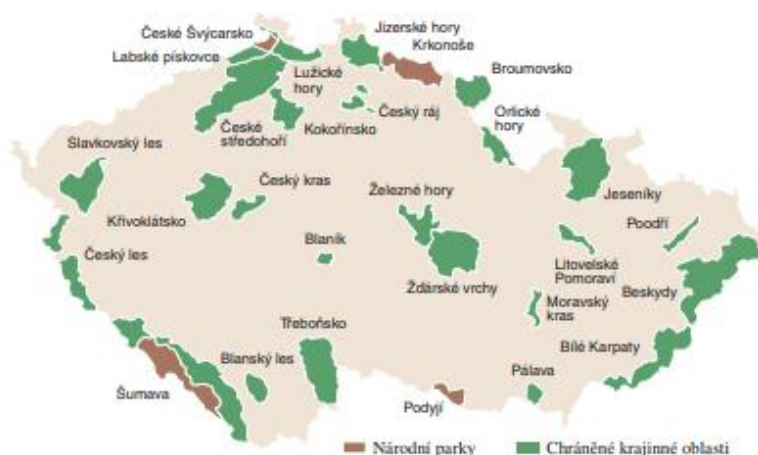 České Švýcarsko
Labské pískovce
Jizerské hory
Krkonoše
Broumovsko
Lužické
hory
Český ráj
Orlické
hory
České
středohoří
Kokořínsko
Slavkovský les
Český kras
Železné hory
Jeseníky
Křivoklátsko
Poodří
Blaník
Český les
Litovelské
Pomoraví
Žďárské vrchy
Beskydy
Moravský
kras
Třeboňsko
Bílé Karpaty
Blanský les
Pálava
Šumava
Podyjí
Národní parky
Chráněné krajinné oblasti